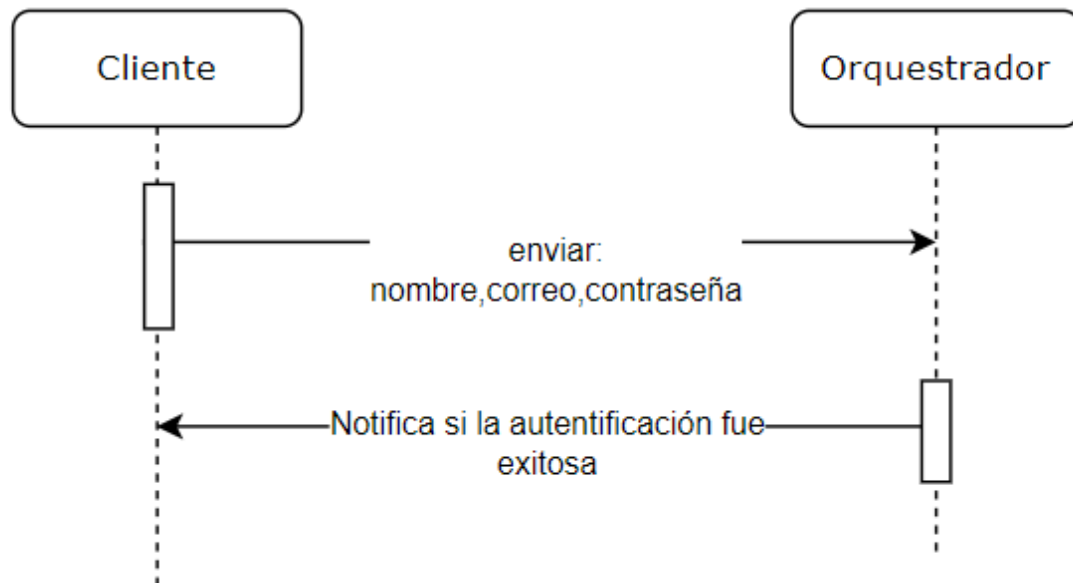 Cliente
Orquestrador
enviar:
nombre,correo,contraseña
Notifica si la autentificación fue
exitosa